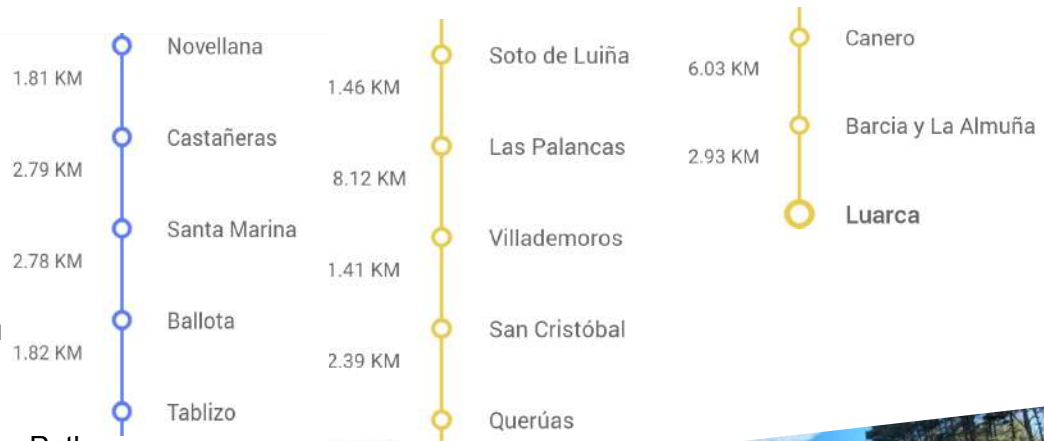 Novellana
1.81 KM
Castañeras
2.79 KM
Santa Marina
2.78 KM
Ballota
1.82 KM
Tablizo
Soto de Luiña
1.46 KM
Las Palancas
8.12 KM
Villademoros
1.41 KM
San Cristóbal
2.39 KM
Querúas
Canero
6.03 KM
Barcia y La Almuña
2.93 KM
Luarca